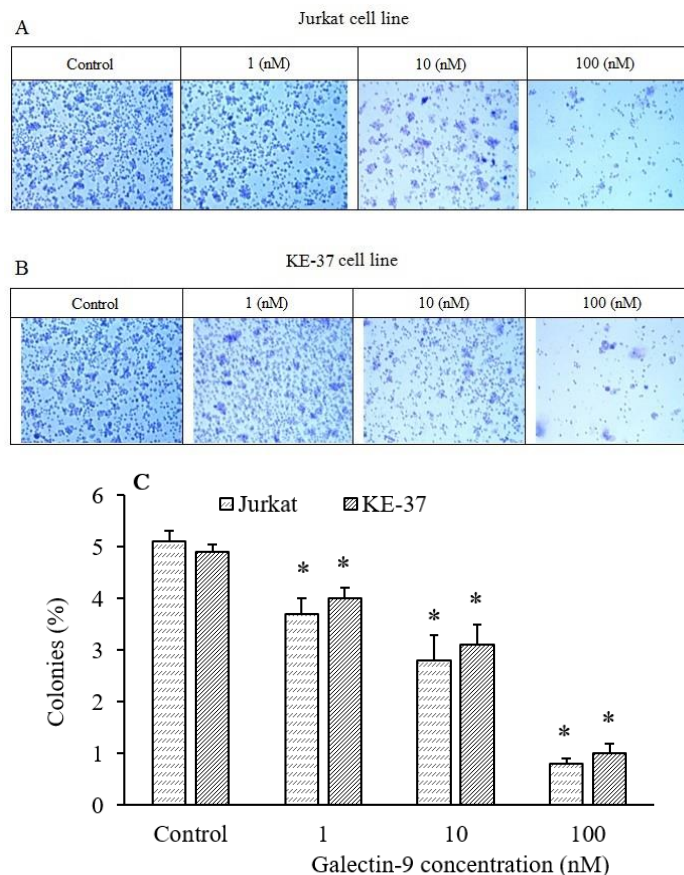 A
Jurkat cell line
Control 1 (nM) 10 (nM) 100 (nM)
B
KE-37 cell line
Control 1 (nM) 10 (nM) 100 (nM)
C
Jurkat KE-37
6
5
4
3
2
1
0
Colonies (%)
* *
* *
* *
Control 1 10 100
Galectin-9 concentration (nM)